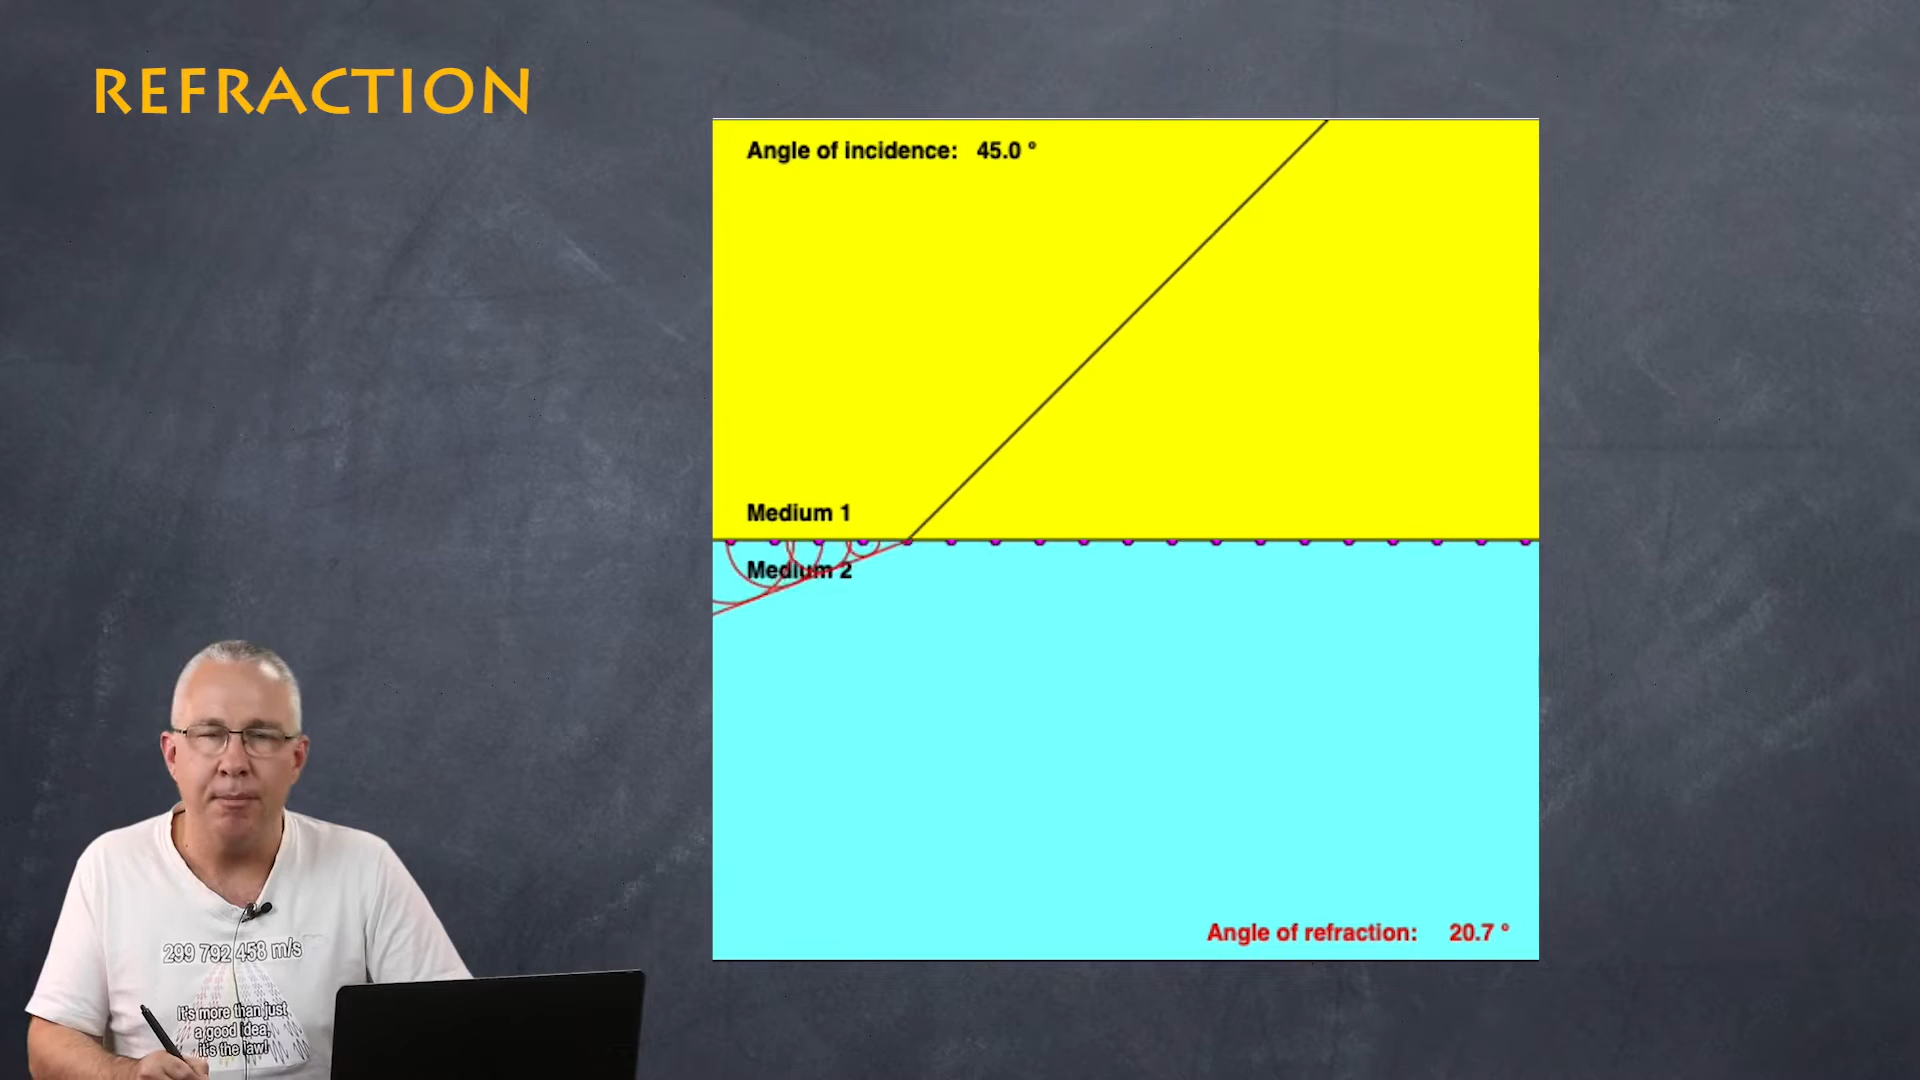 REFRACTION
Angle of incidence: 45.0 °
Medium 1
Medium 2
Angle of refraction: 20.7 °
299 792 458 m/s
It's more than just
a good idea,
it's the law!